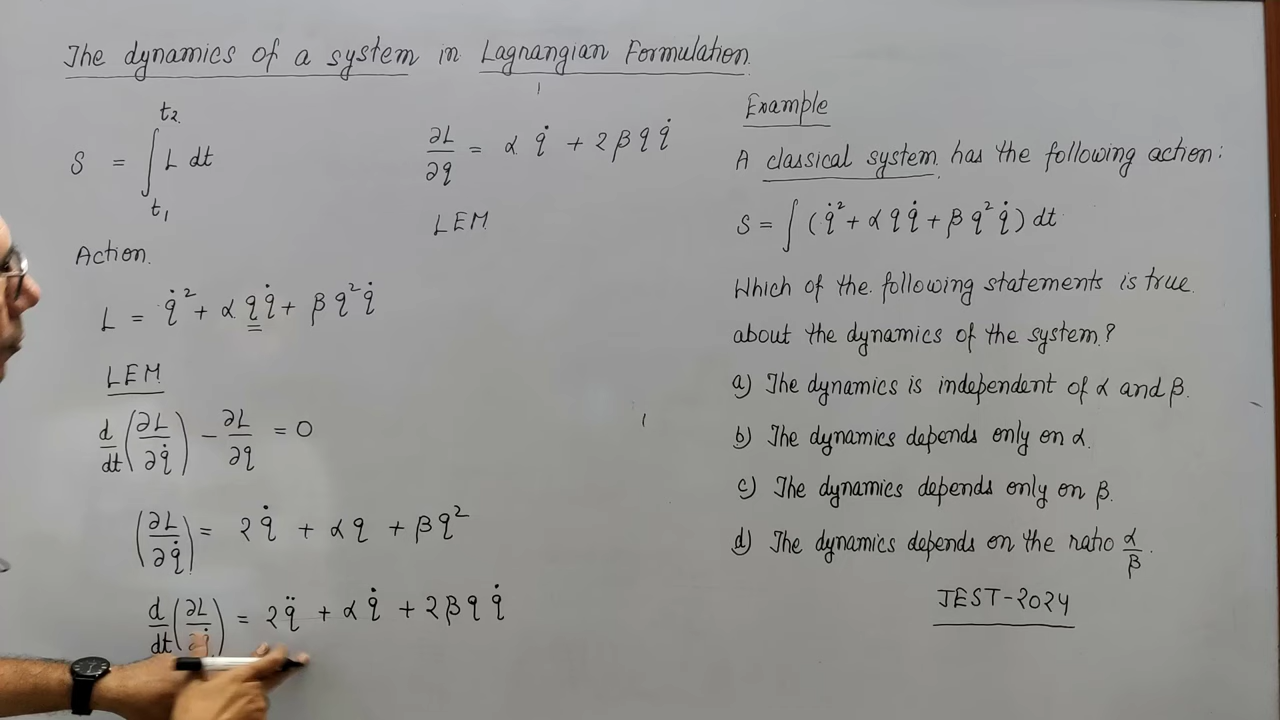 The dynamics of a system in Lagrangian Formulation.
S = ∫_{t₁}^{t₂} L dt
Action.
L = q̇² + α q q̇ + β q² q̇
LEM
d/dt (∂L/∂q̇) − ∂L/∂q = 0
(∂L/∂q̇) = 2q̇ + αq + βq²
d/dt (∂L/∂q̇) = 2q̈ + αq̇ + 2βq q̇
∂L/∂q = α q̇ + 2βq q̇
LEM
Example
A classical system has the following action:
S = ∫ (q̇² + α q q̇ + β q² q̇) dt
Which of the following statements is true
about the dynamics of the system?
a) The dynamics is independent of α and β.
b) The dynamics depends only on α.
c) The dynamics depends only on β.
d) The dynamics depends on the ratio α/β.
JEST-2024